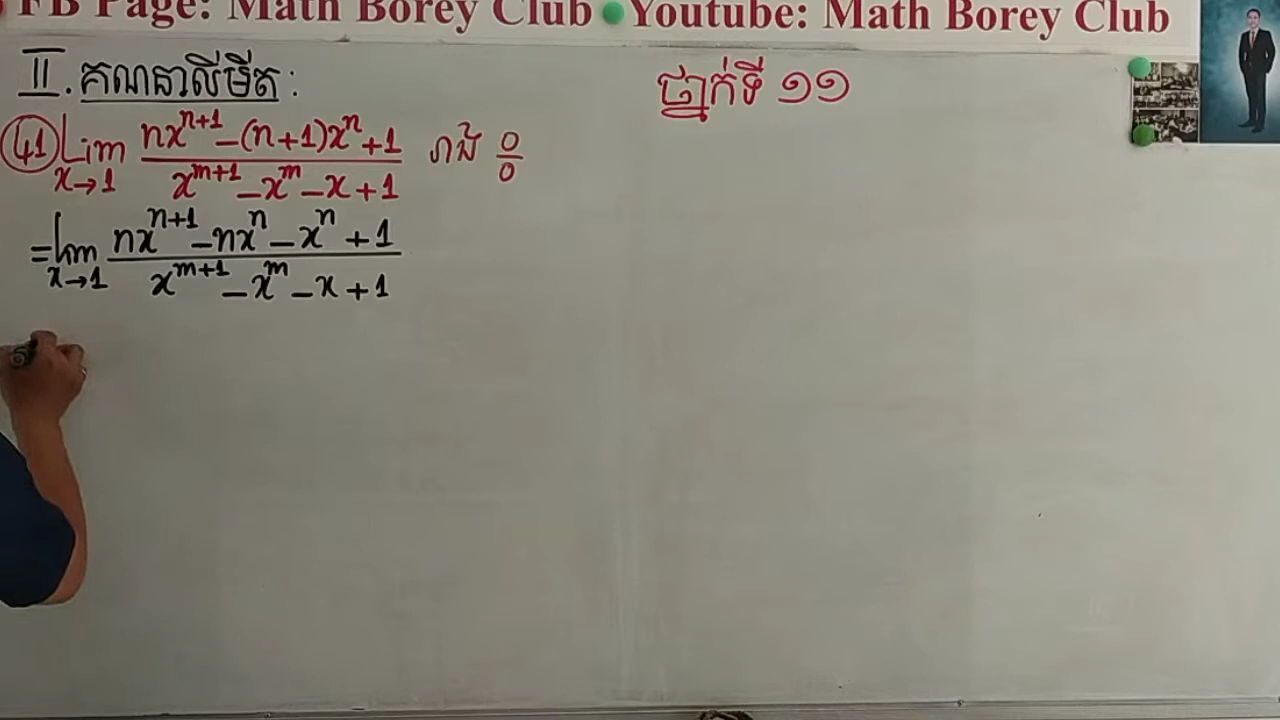 FB Page: Math Borey Club ● Youtube: Math Borey Club
II. គណនាលីមីត :
ថ្នាក់ទី ១១
41 Lim x→1 (nx^{n+1} – (n+1)x^n + 1) / (x^{m+1} – x^m – x + 1) រាង 0/0
= lim x→1 (nx^{n+1} – nx^n – x^n + 1) / (x^{m+1} – x^m – x + 1)